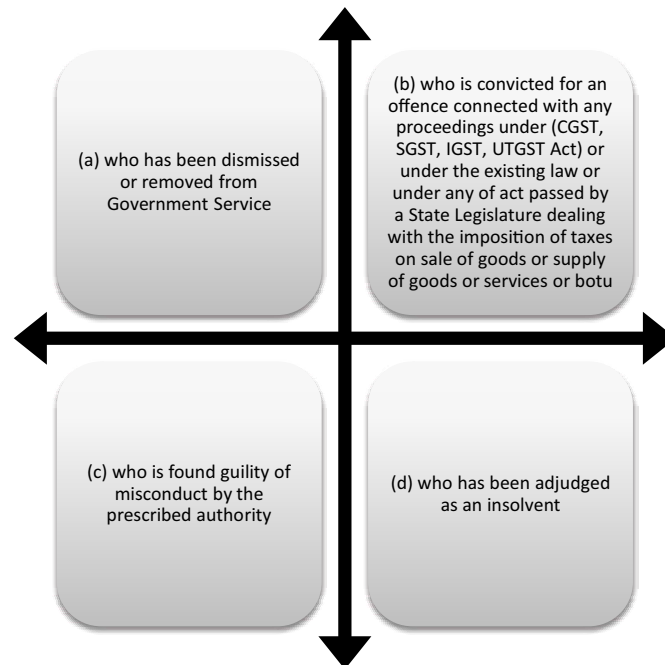 (a) who has been dismissed
or removed from
Government Service
(b) who is convicted for an
offence connected with any
proceedings under (CGST,
SGST, IGST, UTGST Act) or
under the existing law or
under any of act passed by
a State Legislature dealing
with the imposition of taxes
on sale of goods or supply
of goods or services or botu
(c) who is found guility of
misconduct by the
prescribed authority
(d) who has been adjudged
as an insolvent